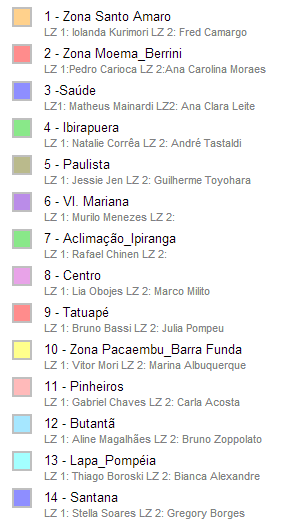 1 - Zona Santo Amaro
LZ 1: Iolanda Kurimori LZ 2: Fred Camargo
2 - Zona Moema_Berrini
LZ 1:Pedro Carioca LZ 2:Ana Carolina Moraes
3 -Saúde
LZ1: Matheus Mainardi LZ2: Ana Clara Leite
4 - Ibirapuera
LZ 1: Natalie Corrêa LZ 2: André Tastaldi
5 - Paulista
LZ 1: Jessie Jen LZ 2: Guilherme Toyohara
6 - Vl. Mariana
LZ 1: Murilo Menezes LZ 2:
7 - Aclimação_Ipiranga
LZ 1: Rafael Chinen LZ 2:
8 - Centro
LZ 1: Lia Obojes LZ 2: Marco Milito
9 - Tatuapé
LZ 1: Bruno Bassi LZ 2: Julia Pompeu
10 - Zona Pacaembu_Barra Funda
LZ 1: Vitor Mori LZ 2: Marina Albuquerque
11 - Pinheiros
LZ 1: Gabriel Chaves LZ 2: Carla Acosta
12 - Butantã
LZ 1: Aline Magalhães LZ 2: Bruno Zoppolato
13 - Lapa_Pompéia
LZ 1: Thiago Boroski LZ 2: Bianca Alexandre
14 - Santana
LZ 1: Stella Soares LZ 2: Gregory Borges